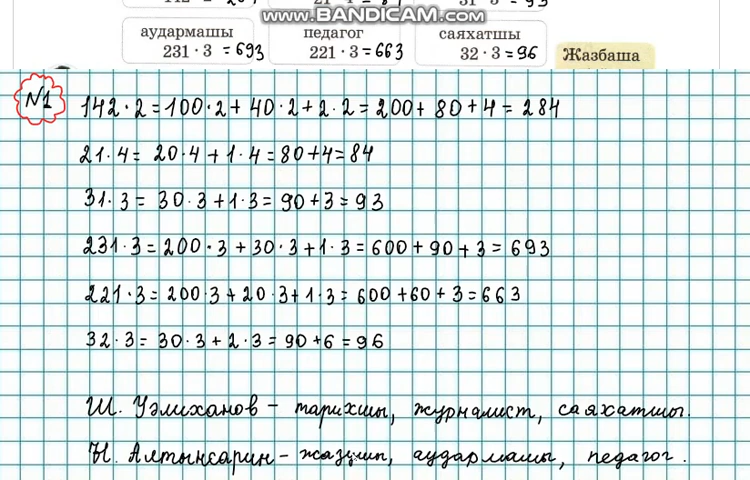 www.BANDICAM.com
аудармашы педагог саяхатшы
231 · 3 = 693 221 · 3 = 663 32 · 3 = 96
Жазбаша
№1 142 · 2 = 100 · 2 + 40 · 2 + 2 · 2 = 200 + 80 + 4 = 284
21 · 4 = 20 · 4 + 1 · 4 = 80 + 4 = 84
31 · 3 = 30 · 3 + 1 · 3 = 90 + 3 = 93
231 · 3 = 200 · 3 + 30 · 3 + 1 · 3 = 600 + 90 + 3 = 693
221 · 3 = 200 · 3 + 20 · 3 + 1 · 3 = 600 + 60 + 3 = 663
32 · 3 = 30 · 3 + 2 · 3 = 90 + 6 = 96
Ш. Уәлиханов – тарихшы, журналист, саяхатшы.
Ы. Алтынсарин – жазушы, аудармашы, педагог.